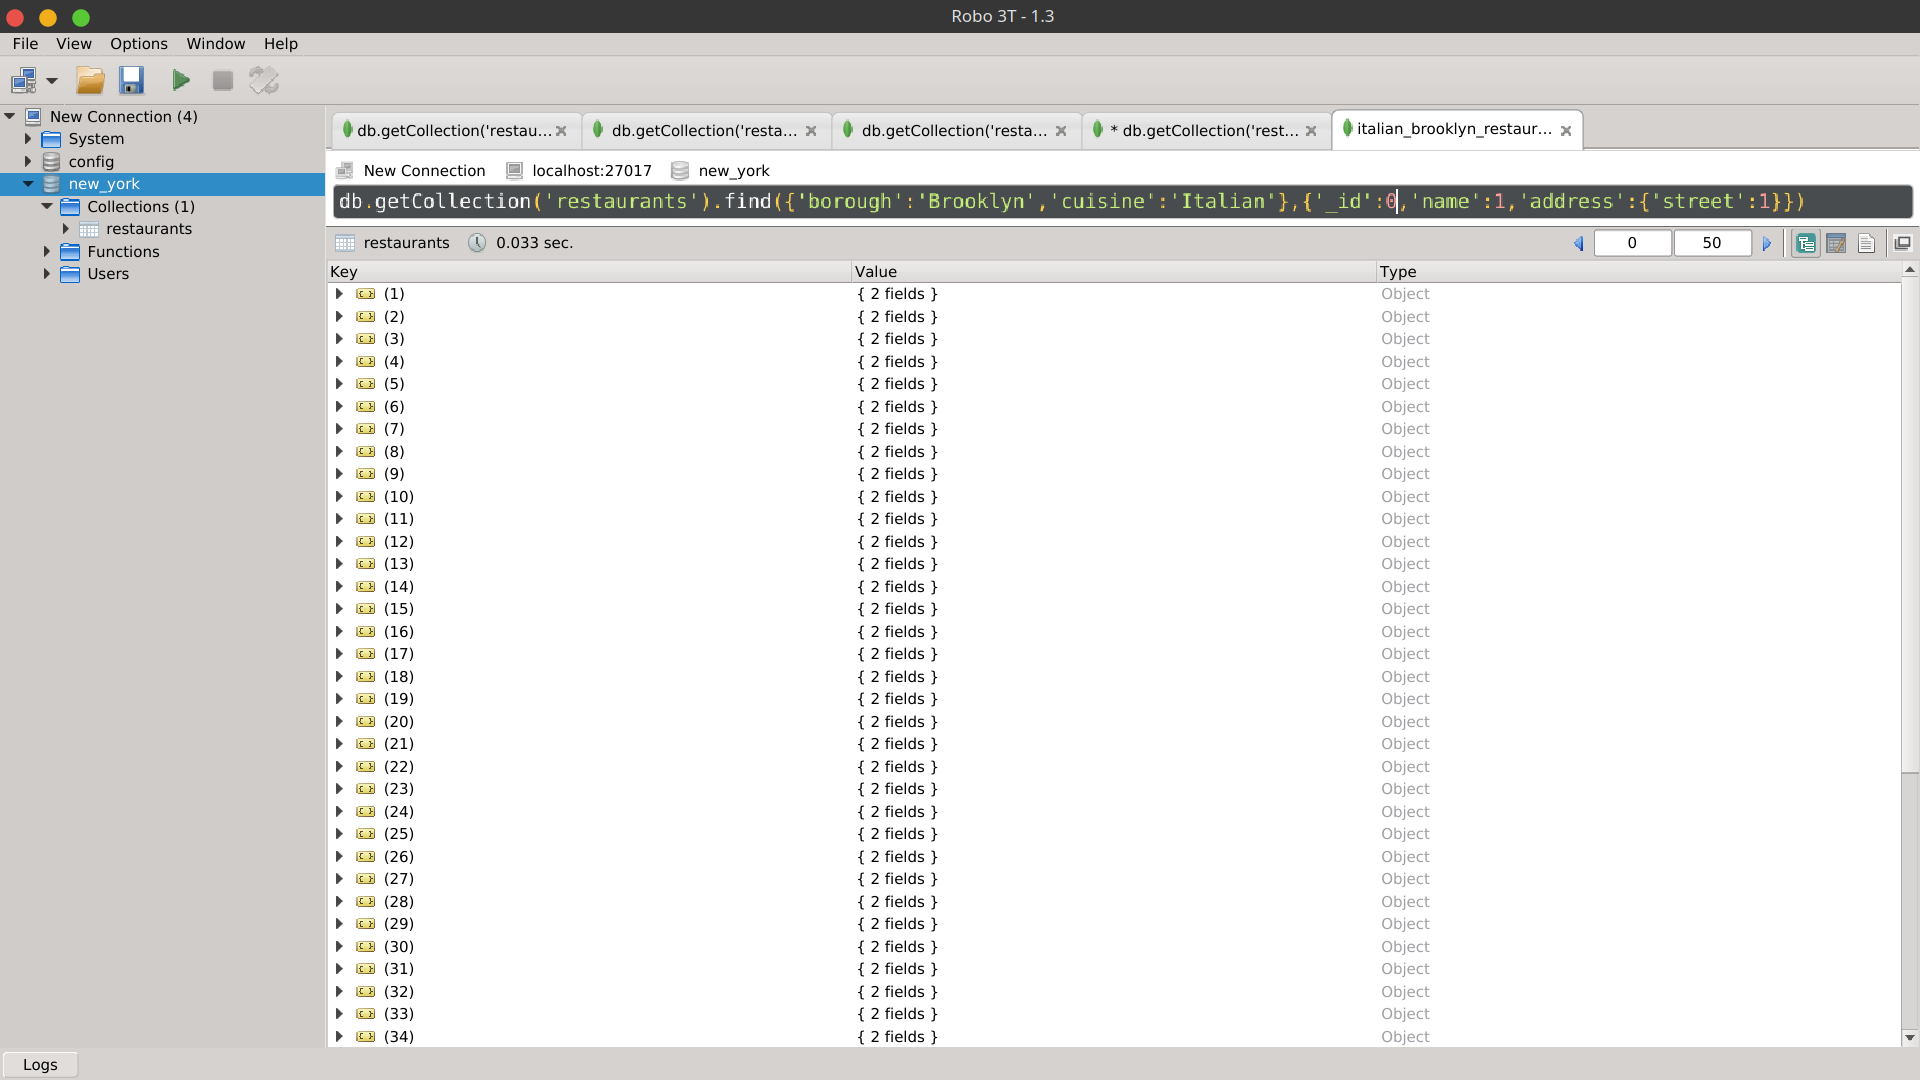 Robo 3T - 1.3
File View Options Window Help
New Connection (4)
System
config
new_york
Collections (1)
restaurants
Functions
Users
db.getCollection('restau... db.getCollection('resta... db.getCollection('resta... * db.getCollection('rest... italian_brooklyn_restaur...
New Connection localhost:27017 new_york
db.getCollection('restaurants').find({'borough':'Brooklyn','cuisine':'Italian"},{'_id':0,'name':1,'address':{'street':1}})
restaurants 0.033 sec. 0 50
Key Value Type
(1) { 2 fields } Object
(2) { 2 fields } Object
(3) { 2 fields } Object
(4) { 2 fields } Object
(5) { 2 fields } Object
(6) { 2 fields } Object
(7) { 2 fields } Object
(8) { 2 fields } Object
(9) { 2 fields } Object
(10) { 2 fields } Object
(11) { 2 fields } Object
(12) { 2 fields } Object
(13) { 2 fields } Object
(14) { 2 fields } Object
(15) { 2 fields } Object
(16) { 2 fields } Object
(17) { 2 fields } Object
(18) { 2 fields } Object
(19) { 2 fields } Object
(20) { 2 fields } Object
(21) { 2 fields } Object
(22) { 2 fields } Object
(23) { 2 fields } Object
(24) { 2 fields } Object
(25) { 2 fields } Object
(26) { 2 fields } Object
(27) { 2 fields } Object
(28) { 2 fields } Object
(29) { 2 fields } Object
(30) { 2 fields } Object
(31) { 2 fields } Object
(32) { 2 fields } Object
(33) { 2 fields } Object
(34) { 2 fields } Object
Logs